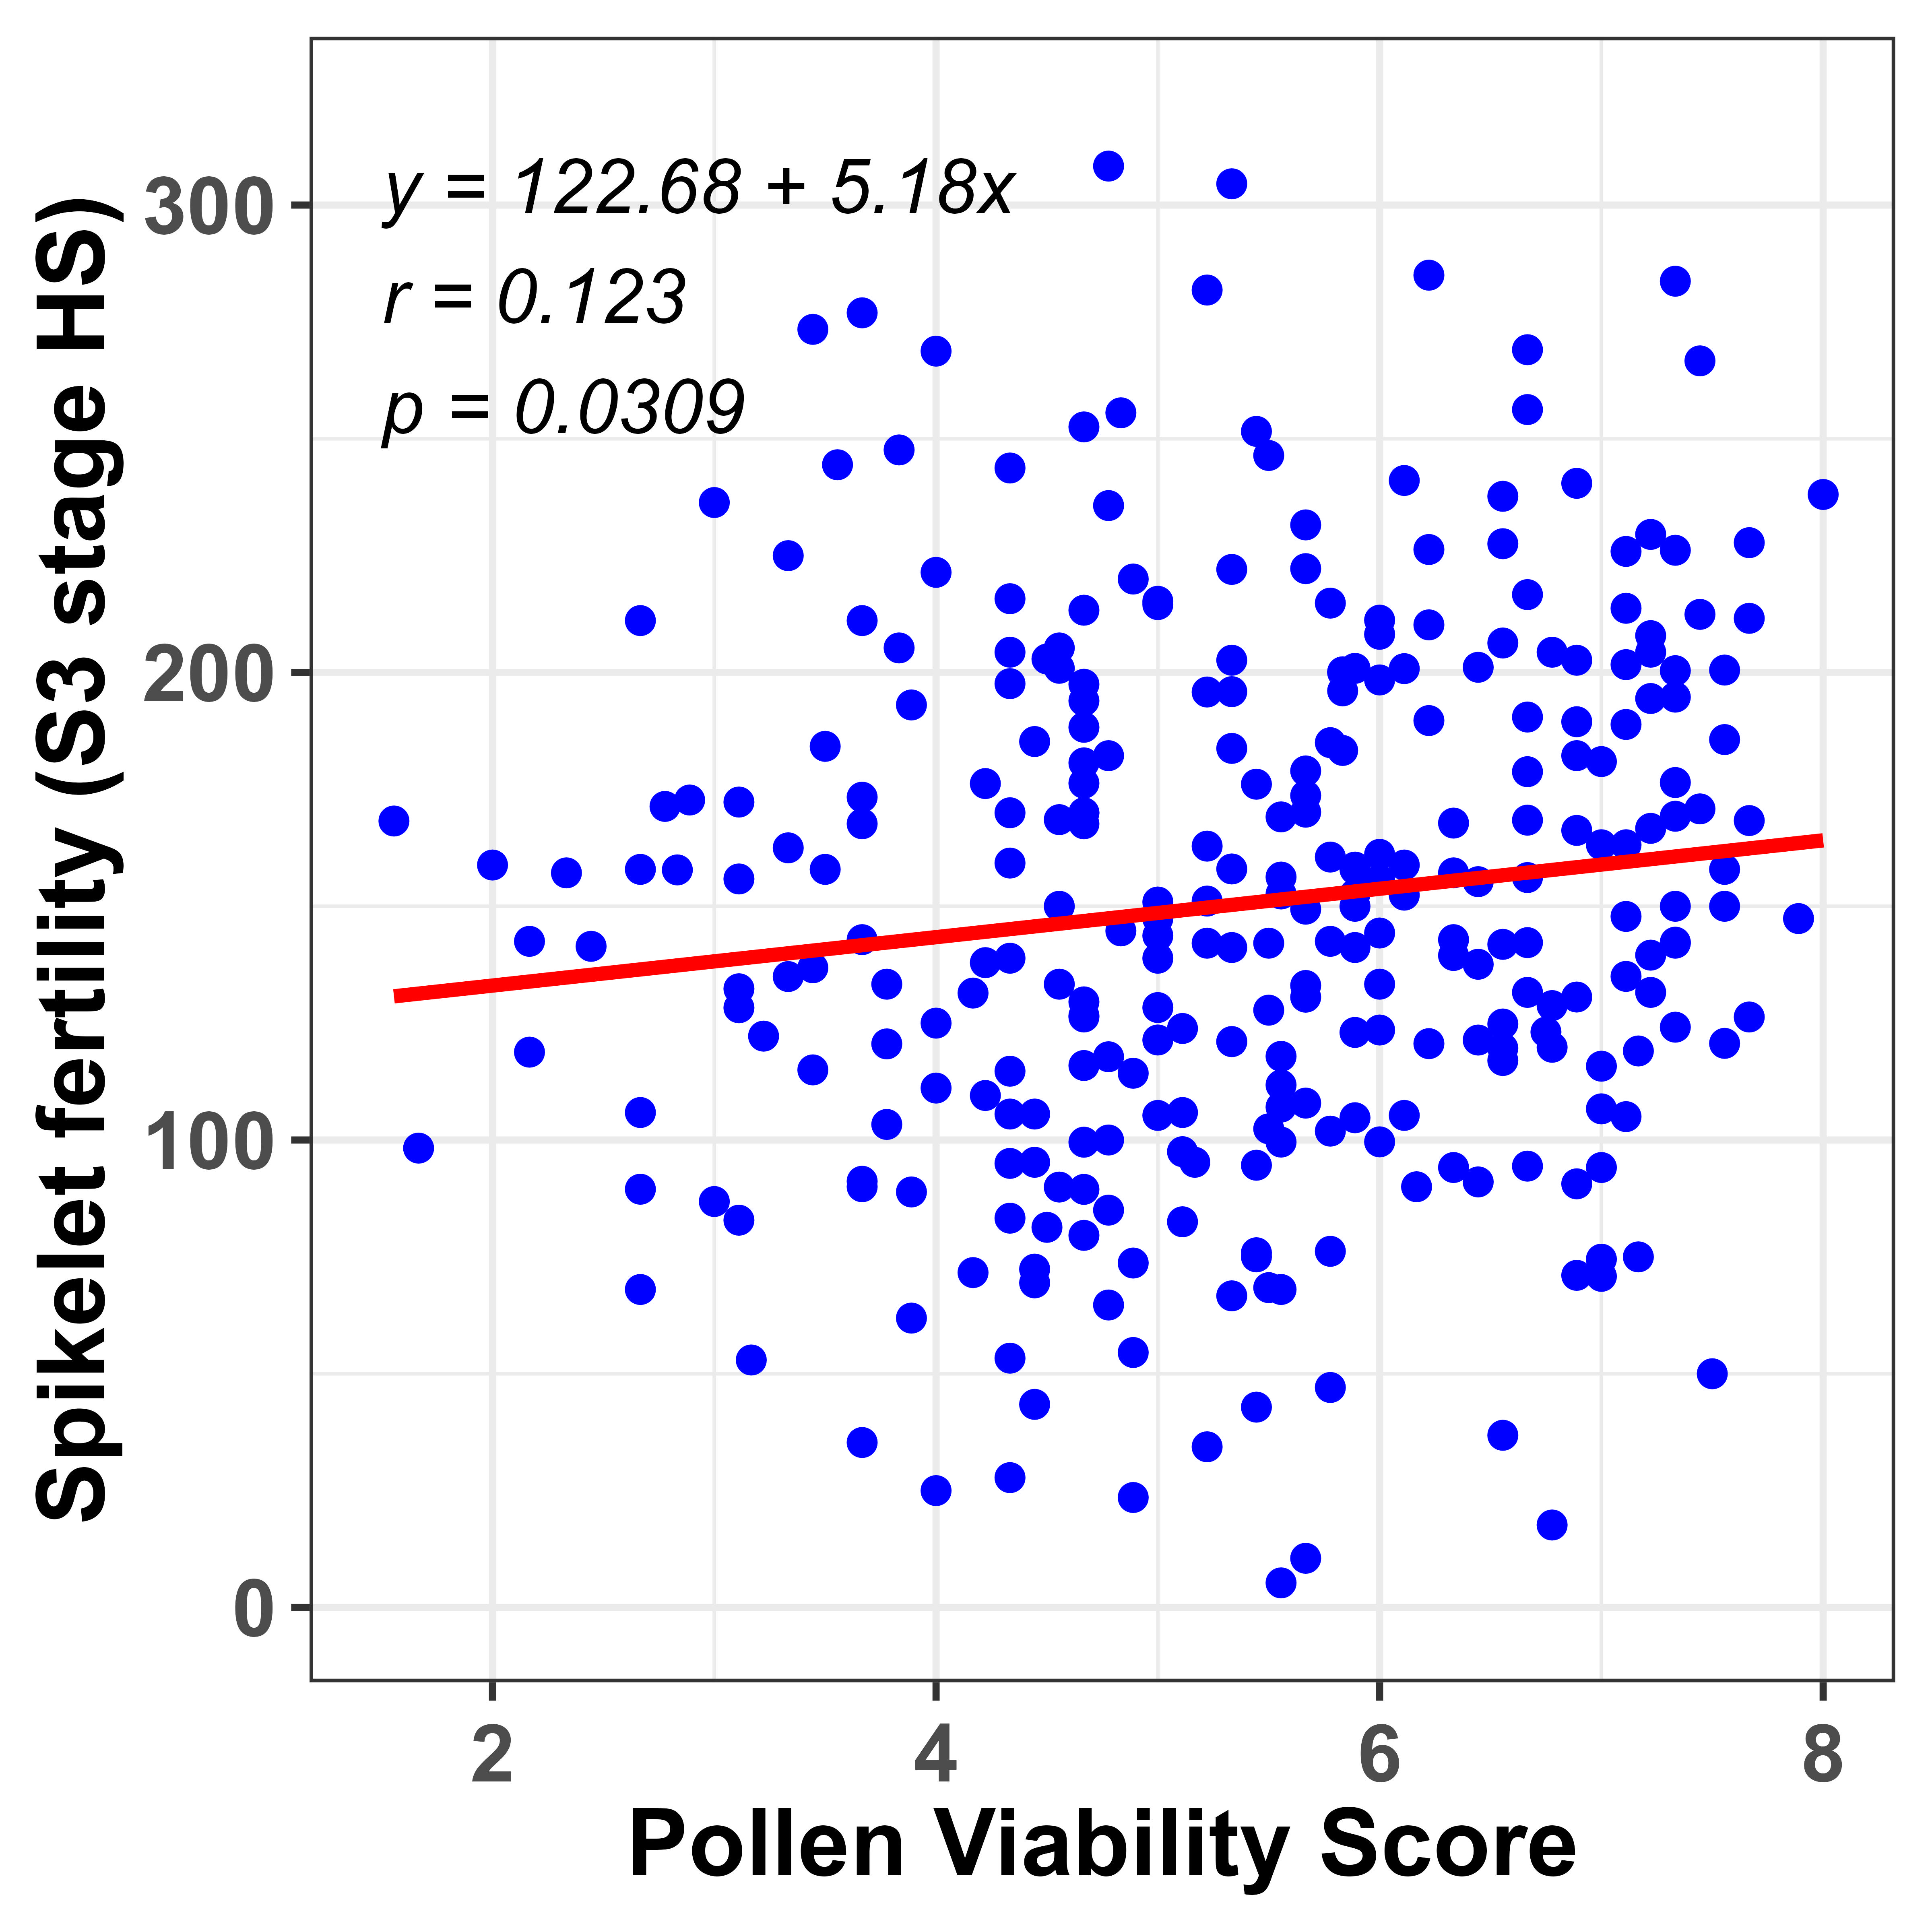 y = 122.68 + 5.18x
r = 0.123
p = 0.0309
Spikelet fertility (S3 stage HS)
300
200
100
0
2 4 6 8
Pollen Viability Score